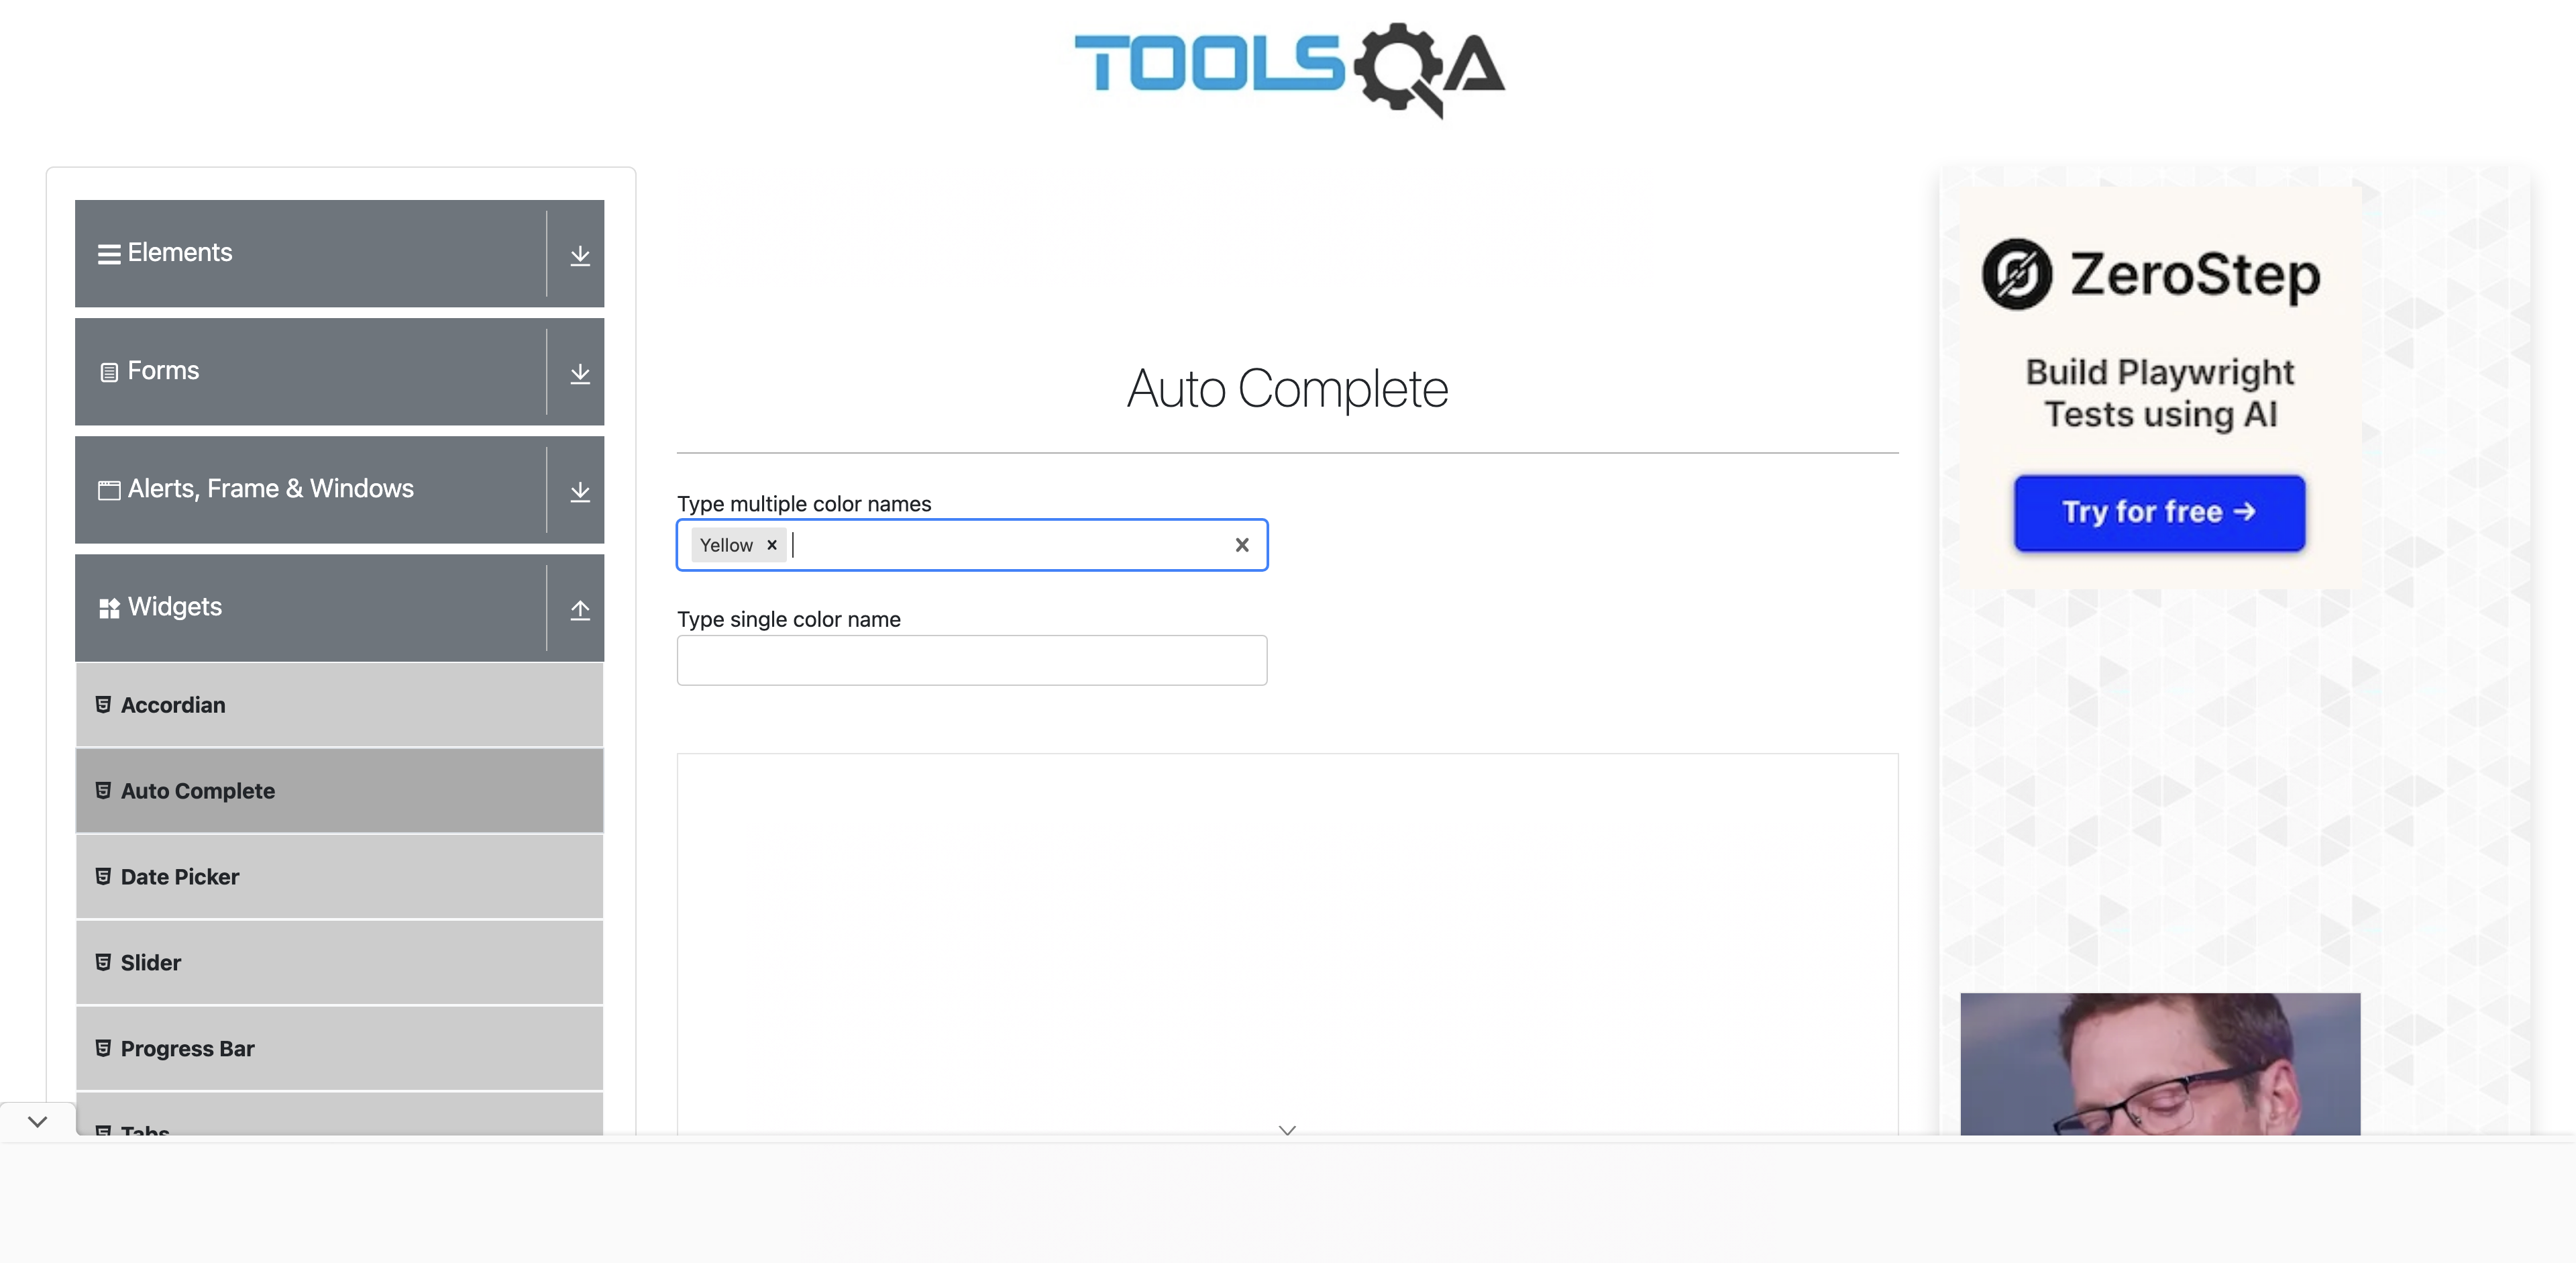 TOOLSQA
Elements
Forms
Alerts, Frame & Windows
Widgets
Accordian
Auto Complete
Date Picker
Slider
Progress Bar
Tabs
Auto Complete
Type multiple color names
Yellow
Type single color name
ZeroStep
Build Playwright
Tests using AI
Try for free →